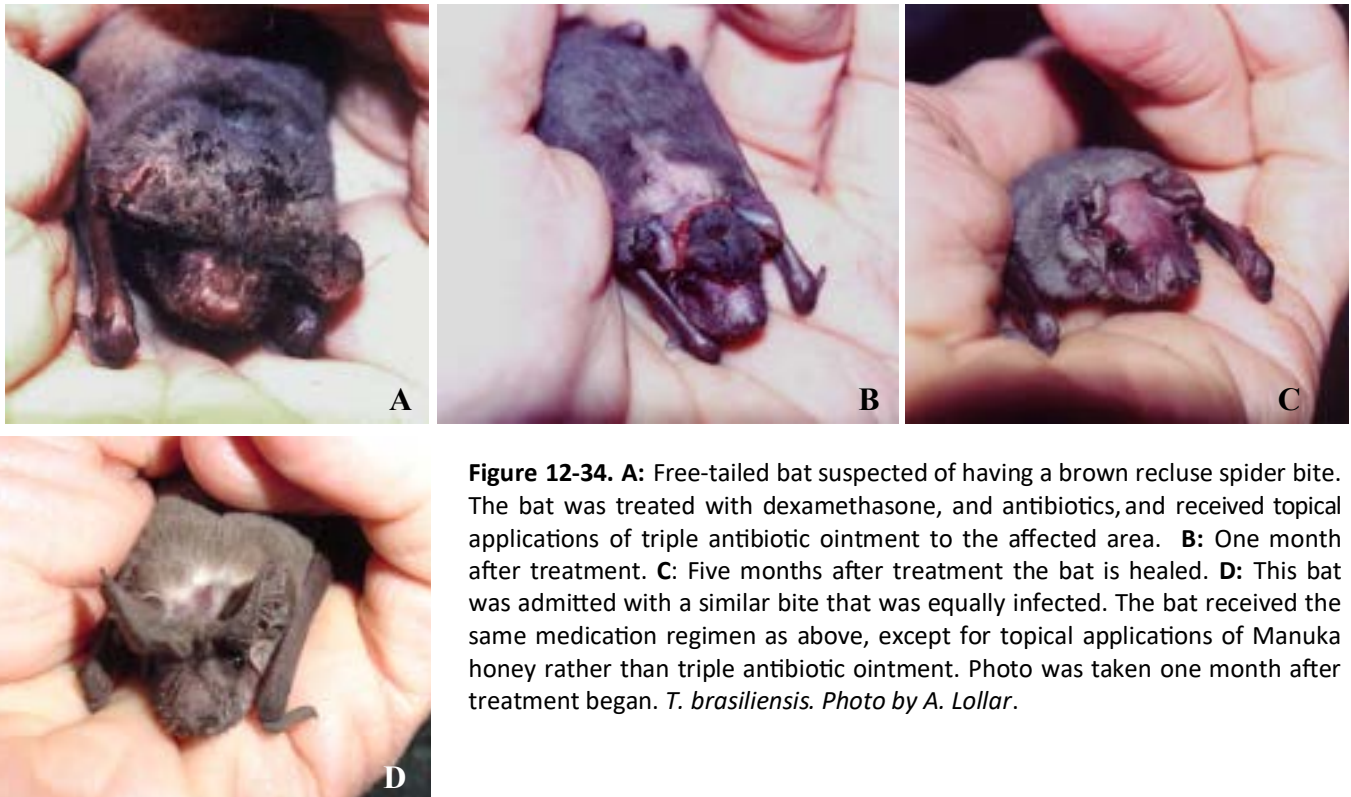 A
B
C
D
Figure 12-34. A: Free-tailed bat suspected of having a brown recluse spider bite.
The bat was treated with dexamethasone, and antibiotics, and received topical
applications of triple antibiotic ointment to the affected area. B: One month
after treatment. C: Five months after treatment the bat is healed. D: This bat
was admitted with a similar bite that was equally infected. The bat received the
same medication regimen as above, except for topical applications of Manuka
honey rather than triple antibiotic ointment. Photo was taken one month after
treatment began. T. brasiliensis. Photo by A. Lollar.